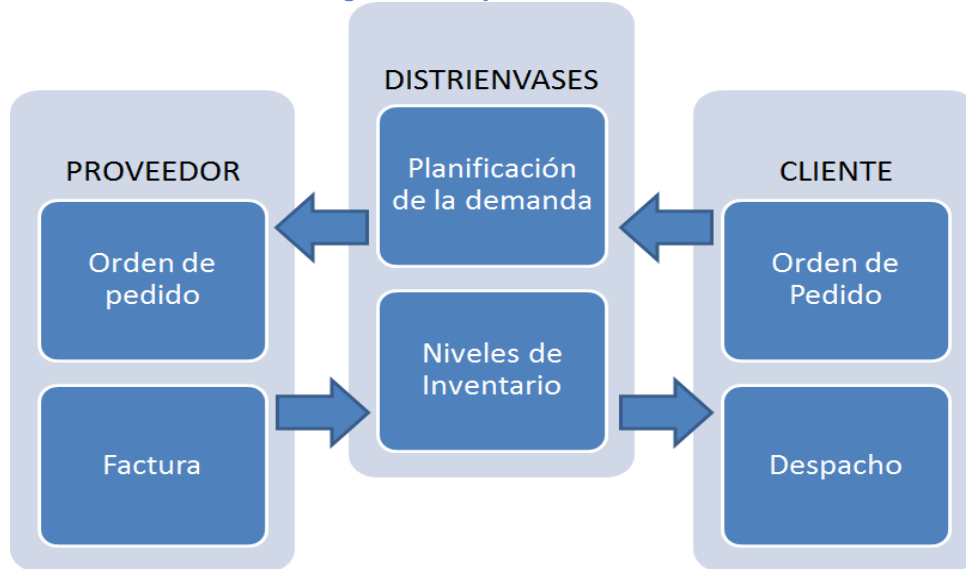 DISTRIENVASES
Planificación
de la demanda
Niveles de
Inventario
PROVEEDOR
Orden de
pedido
Factura
CLIENTE
Orden de
Pedido
Despacho